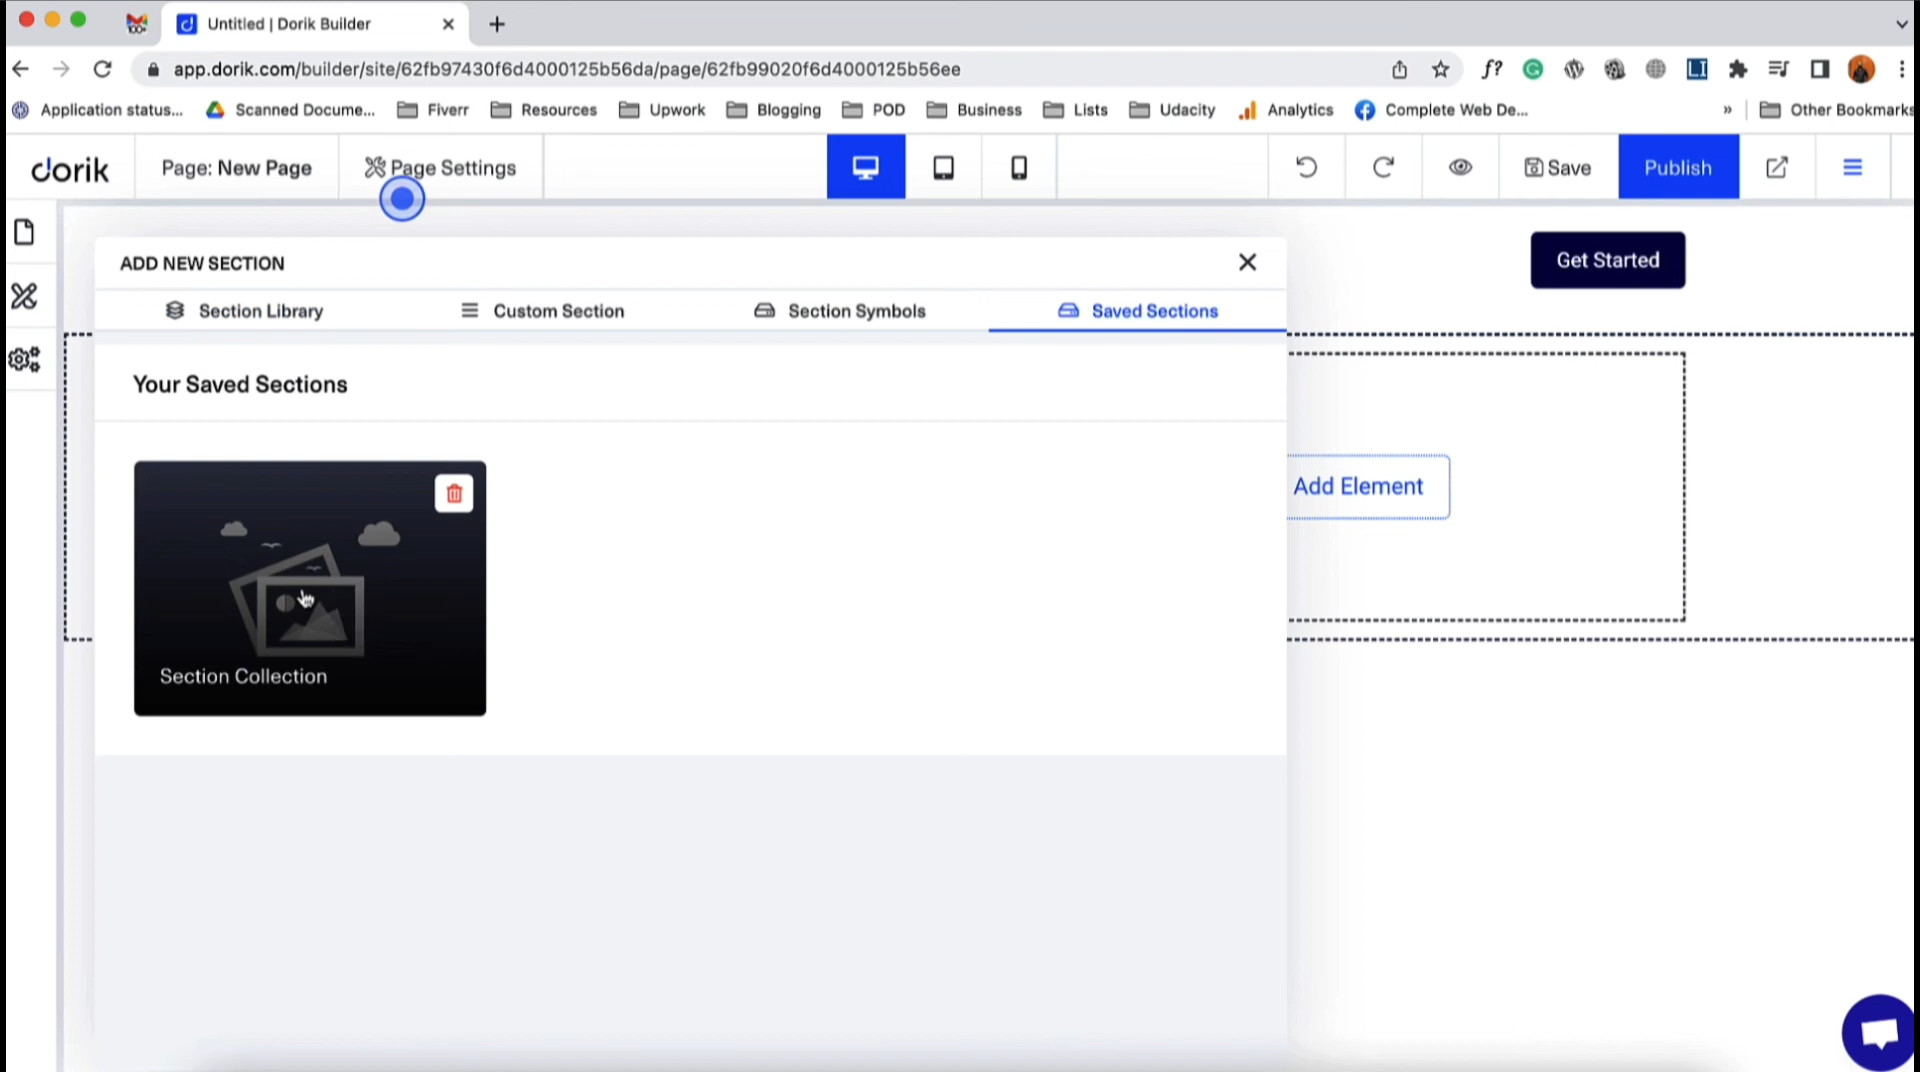 Untitled | Dorik Builder
app.dorik.com/builder/site/62fb97430f6d4000125b56da/page/62fb99020f6d4000125b56ee
f?
Application status...
Scanned Docume...
Fiverr
Resources
Upwork
Blogging
POD
Business
Lists
Udacity
Analytics
Complete Web De...
»
Other Bookmarks
dorik
Page: New Page
Page Settings
Save
Publish
Get Started
ADD NEW SECTION
Section Library
Custom Section
Section Symbols
Saved Sections
Your Saved Sections
Add Element
Section Collection